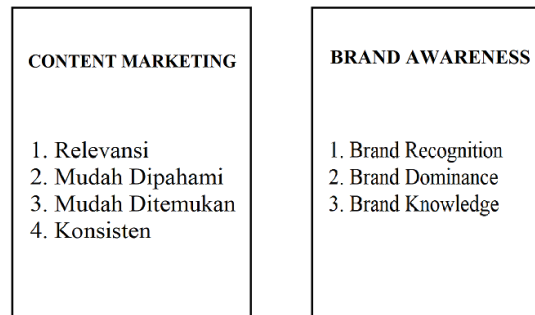 CONTENT MARKETING
1. Relevansi
2. Mudah Dipahami
3. Mudah Ditemukan
4. Konsisten
BRAND AWARENESS
1. Brand Recognition
2. Brand Dominance
3. Brand Knowledge